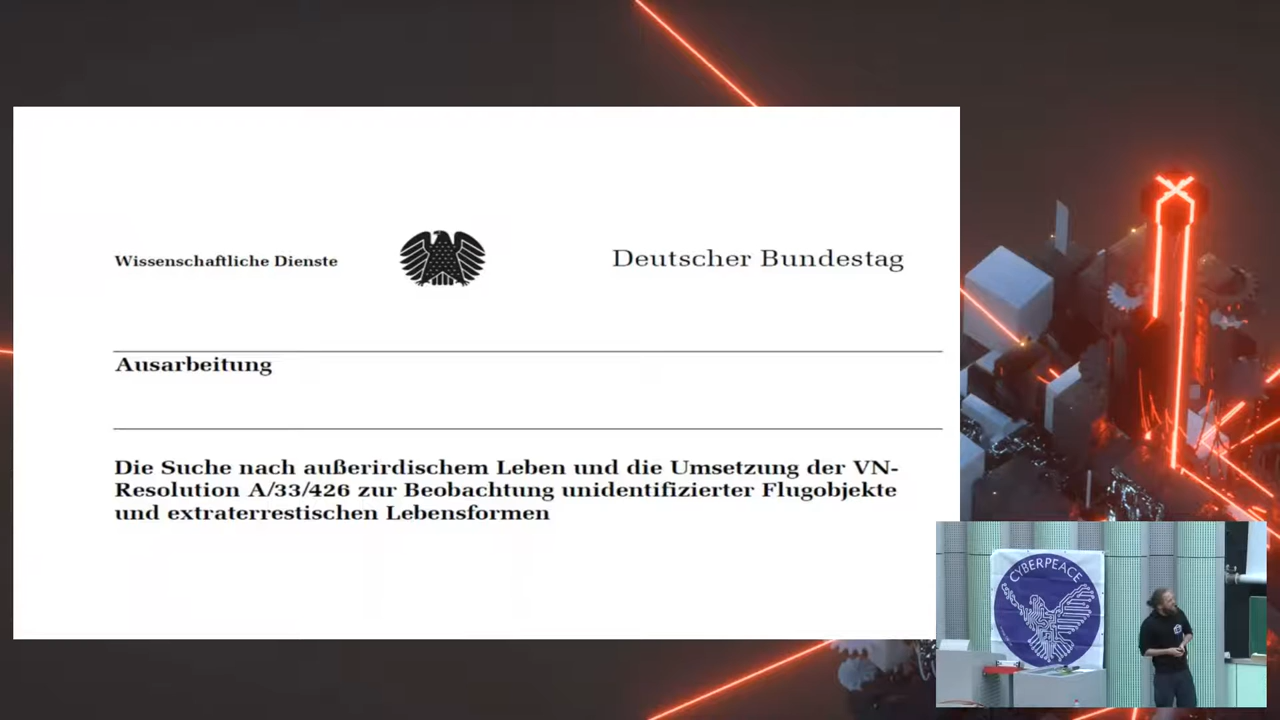 Wissenschaftliche Dienste
Deutscher Bundestag
Ausarbeitung
Die Suche nach außerirdischem Leben und die Umsetzung der VN-
Resolution A/33/426 zur Beobachtung unidentifizierter Flugobjekte
und extraterrestischen Lebensformen
CYBERPEACE